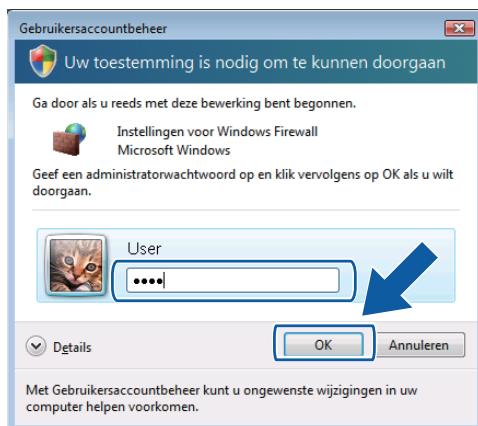 Gebruikersaccountbeheer
Uw toestemming is nodig om te kunnen doorgaan
Ga door als u reeds met deze bewerking bent begonnen.
Instellingen voor Windows Firewall
Microsoft Windows
Geef een administratorwachtwoord op en klik vervolgens op OK als u wilt
doorgaan.
User
••••
Details
OK
Annuleren
Met Gebruikersaccountbeheer kunt u ongewenste wijzigingen in uw
computer helpen voorkomen.